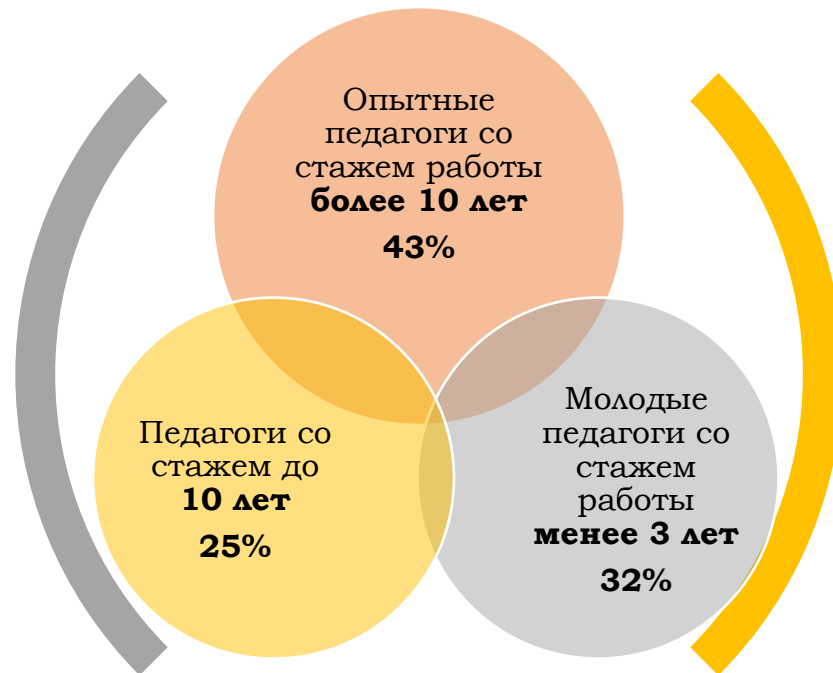 Опытные
педагоги со
стажем работы
более 10 лет
43%
Педагоги со
стажем до
10 лет
25%
Молодые
педагоги со
стажем
работы
менее 3 лет
32%